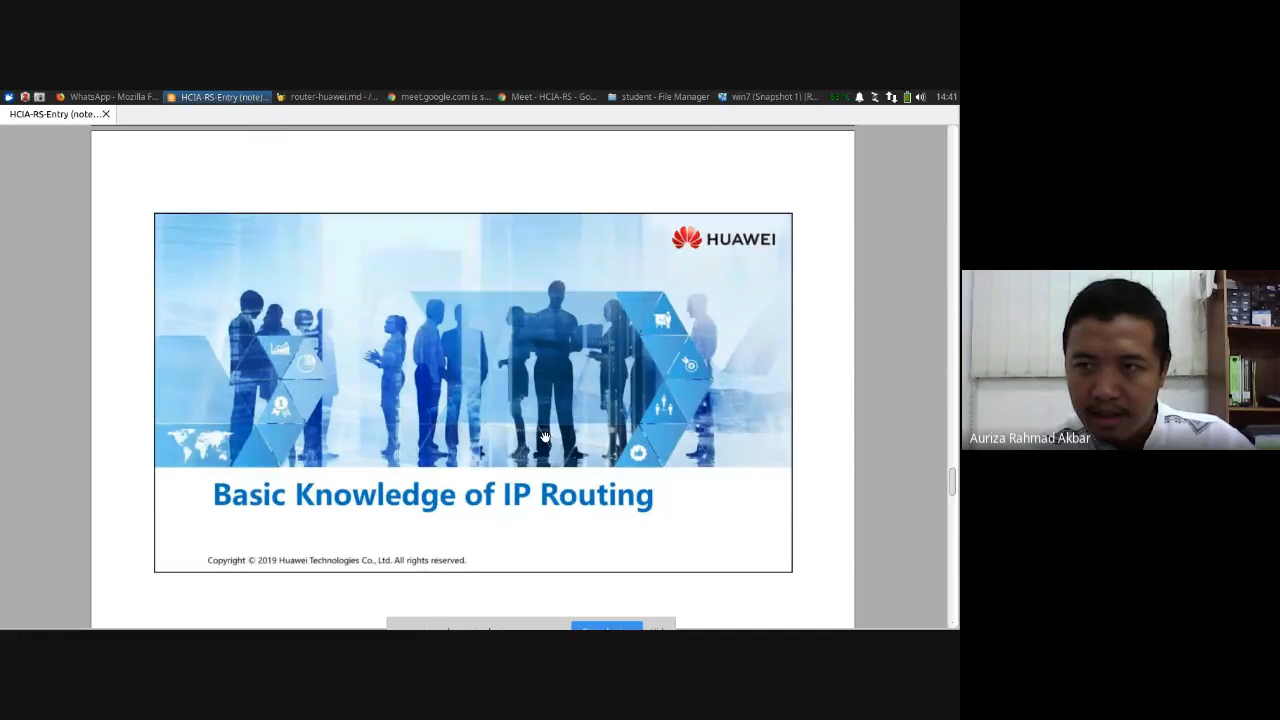 WhatsApp - Mozilla F...
HCIA-RS-Entry (note)...
router-huawei.md - /...
meet.google.com is s...
Meet - HCIA-RS - Go...
student - File Manager
win7 (Snapshot 1) [R...
14:41
HCIA-RS-Entry (note...
HUAWEI
Basic Knowledge of IP Routing
Copyright © 2019 Huawei Technologies Co., Ltd. All rights reserved.
Auriza Rahmad Akbar